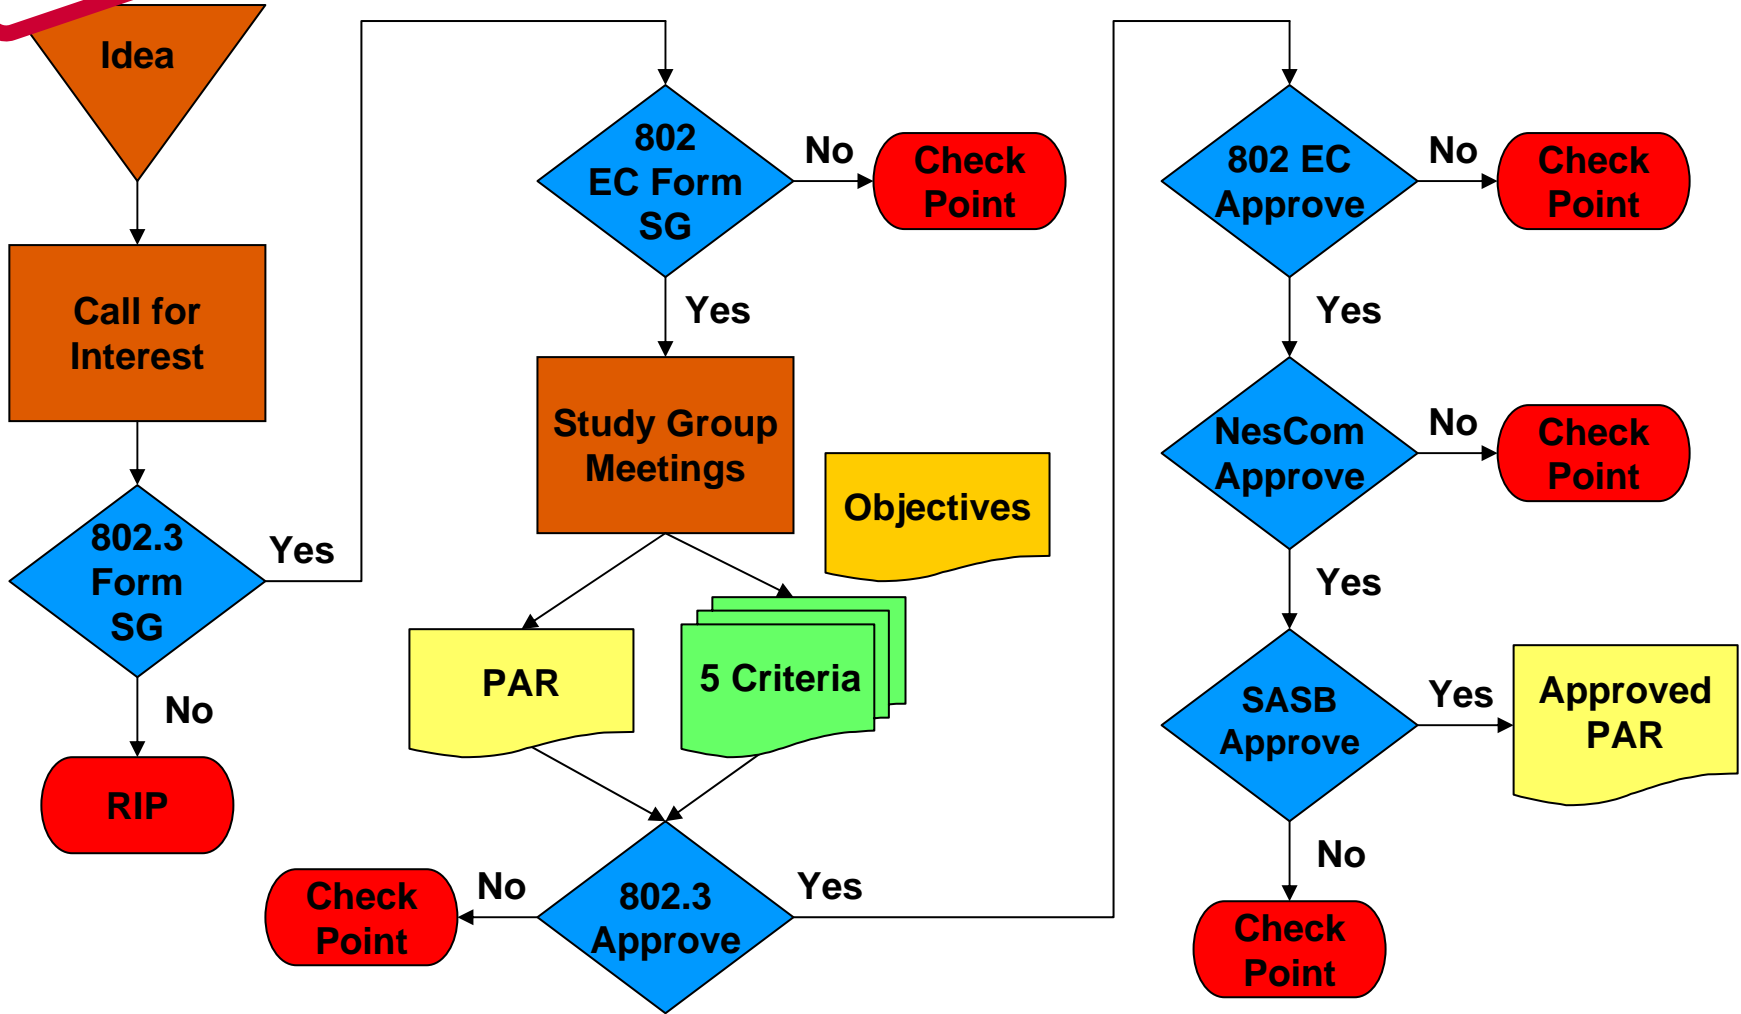 Idea
Call for
Interest
802.3
Form
SG
Yes
No
RIP
802
EC Form
SG
No
Check
Point
Yes
Study Group
Meetings
Objectives
PAR
5 Criteria
802.3
Approve
No
Check
Point
Yes
802 EC
Approve
No
Check
Point
Yes
NesCom
Approve
No
Check
Point
Yes
SASB
Approve
Yes
Approved
PAR
No
Check
Point